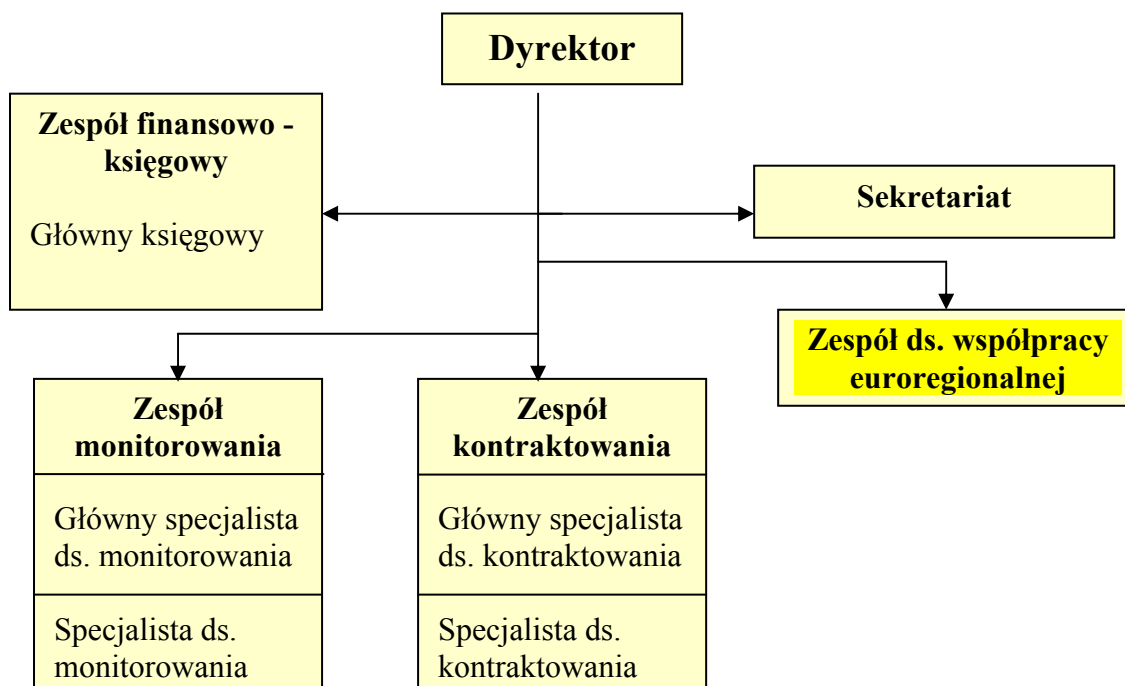 Dyrektor
Zespół finansowo -
księgowy
Główny księgowy
Sekretariat
Zespół ds. współpracy
euroregionalnej
Zespół
monitorowania
Główny specjalista
ds. monitorowania
Specjalista ds.
monitorowania
Zespół
kontraktowania
Główny specjalista
ds. kontraktowania
Specjalista ds.
kontraktowania